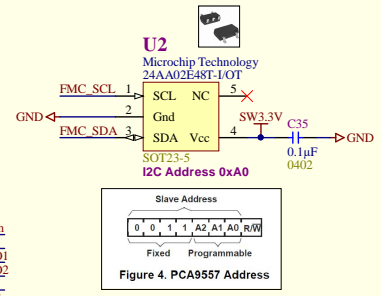 U2
Microchip Technology
24AA02E48T-I/OT
FMC_SCL 1 SCL NC 5
GND 2 Gnd SW3.3V C35
FMC_SDA 3 SDA Vcc 4 GND
0.1µF
SOT23-5 0402
I2C Address 0xA0
Slave Address
0 0 1 1 A2 A1 A0 R/W̅
Fixed Programmable
Figure 4. PCA9557 Address